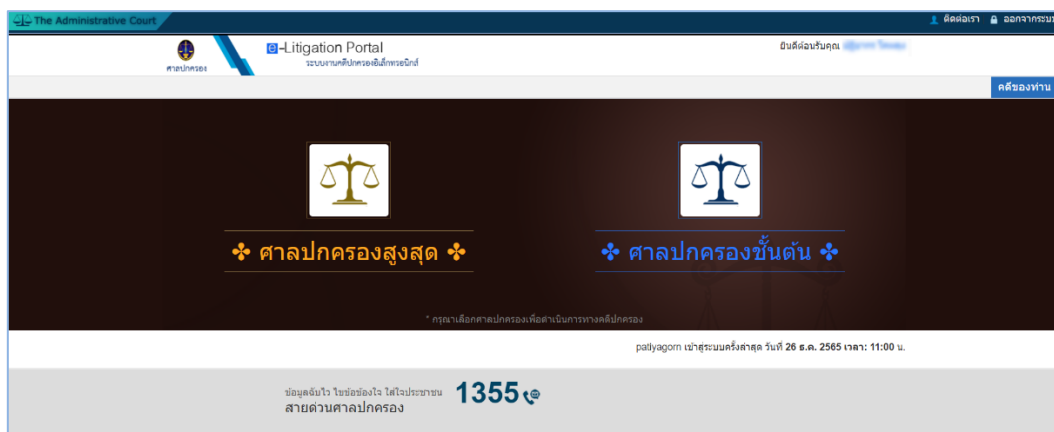 The Administrative Court
ติดต่อเรา
ออกจากระบบ
ศาลปกครอง
e-Litigation Portal
ระบบงานคดีปกครองอิเล็กทรอนิกส์
ยินดีต่อนรับคุณ
คดีของท่าน
ศาลปกครองสูงสุด
ศาลปกครองชั้นต้น
* กรุณาเลือกศาลปกครองเพื่อดำเนินการทางคดีปกครอง
patiyagorn เข้าสู่ระบบครั้งล่าสุด วันที่ 26 ธ.ค. 2565 เวลา: 11:00 น.
ข้อมูลฉับไว ไขข้อข้องใจ ใส่ใจประชาชน
สายด่วนศาลปกครอง
1355